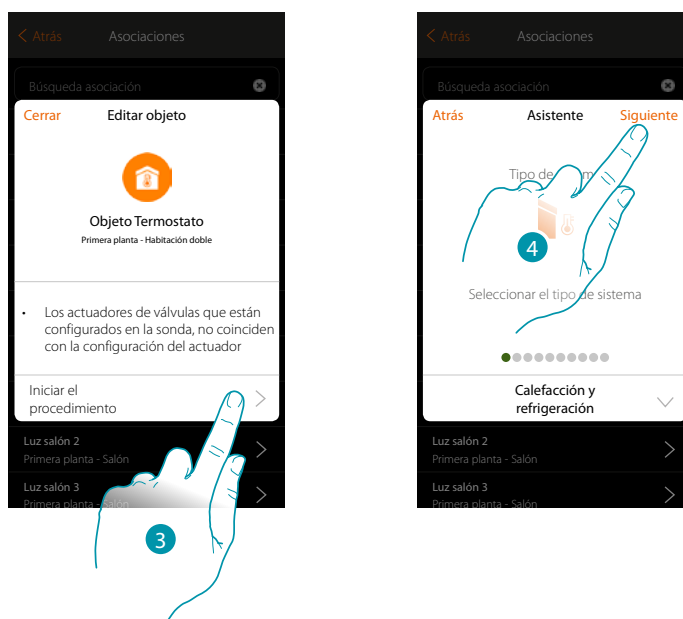 Atrás
Asociaciones
Búsqueda asociación
Cerrar
Editar objeto
Objeto Termostato
Primera planta - Habitación doble
• Los actuadores de válvulas que están
configurados en la sonda, no coinciden
con la configuración del actuador
Iniciar el
procedimiento
Luz salón 2
Primera planta - Salón
Luz salón 3
Primera planta - Salón
3
Atrás
Asociaciones
Búsqueda asociación
Atrás
Asistente
Siguiente
Tipo de
4
Seleccionar el tipo de sistema
Calefacción y
refrigeración
Luz salón 2
Primera planta - Salón
Luz salón 3
Primera planta - Salón